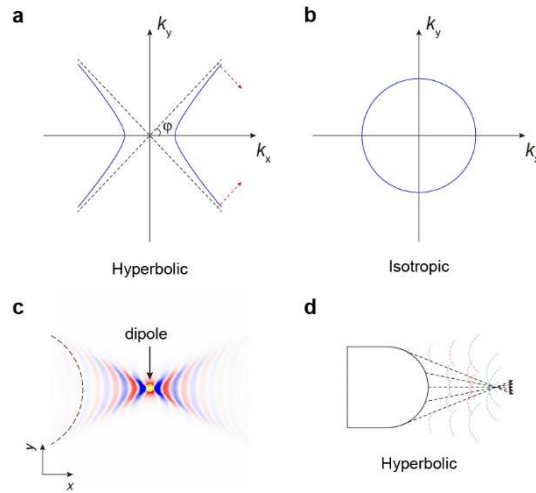 a
k_y
φ
k_x
Hyperbolic
b
k_y
k_x
Isotropic
c
dipole
y
x
d
Hyperbolic